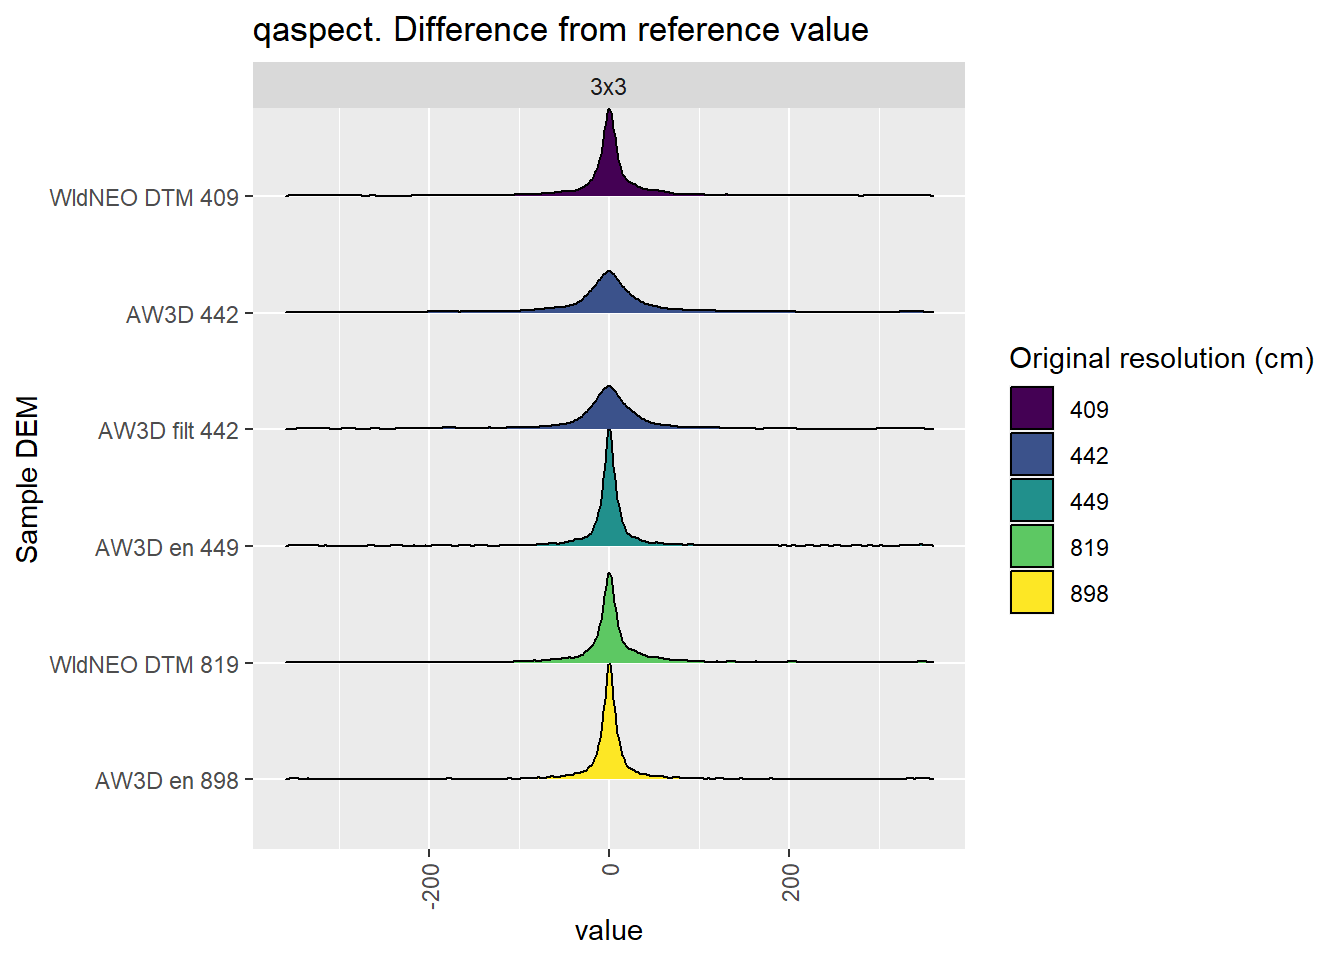 qaspect. Difference from reference value
3x3
WldNEO DTM 409
AW3D 442
AW3D filt 442
AW3D en 449
WldNEO DTM 819
AW3D en 898
Sample DEM
-200
0
200
value
Original resolution (cm)
409
442
449
819
898